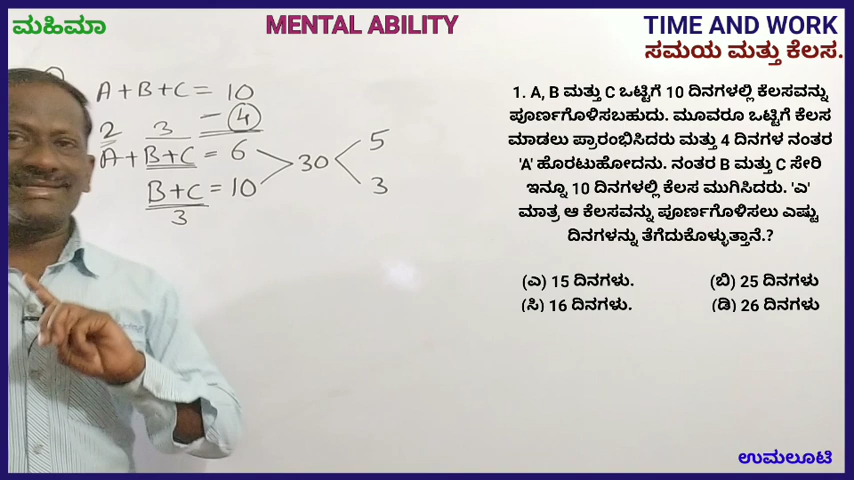 ಮಹಿಮಾ
MENTAL ABILITY
TIME AND WORK
ಸಮಯ ಮತ್ತು ಕೆಲಸ.
A+B+C = 10
- 4
2 3
A+B+C = 6
30
5
3
B+C = 10
3
1. A, B ಮತ್ತು C ಒಟ್ಟಿಗೆ 10 ದಿನಗಳಲ್ಲಿ ಕೆಲಸವನ್ನು
ಪೂರ್ಣಗೊಳಿಸಬಹುದು. ಮೂವರೂ ಒಟ್ಟಿಗೆ ಕೆಲಸ
ಮಾಡಲು ಪ್ರಾರಂಭಿಸಿದರು ಮತ್ತು 4 ದಿನಗಳ ನಂತರ
'A' ಹೊರಟುಹೋದನು. ನಂತರ B ಮತ್ತು C ಸೇರಿ
ಇನ್ನೂ 10 ದಿನಗಳಲ್ಲಿ ಕೆಲಸ ಮುಗಿಸಿದರು. 'ಎ'
ಮಾತ್ರ ಆ ಕೆಲಸವನ್ನು ಪೂರ್ಣಗೊಳಿಸಲು ಎಷ್ಟು
ದಿನಗಳನ್ನು ತೆಗೆದುಕೊಳ್ಳುತ್ತಾನೆ.?
(ಎ) 15 ದಿನಗಳು. (ಬಿ) 25 ದಿನಗಳು
(ಸಿ) 16 ದಿನಗಳು. (ಡಿ) 26 ದಿನಗಳು
ಉಮಲೂಟಿ